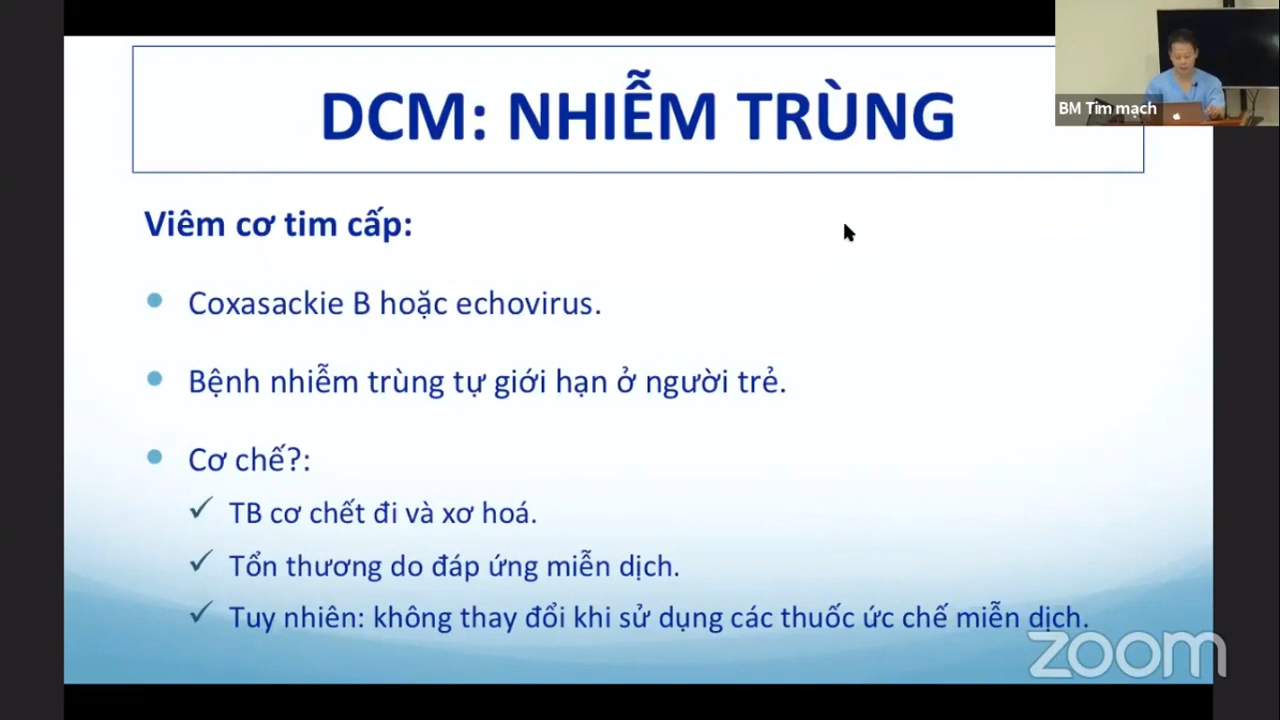 DCM: NHIỄM TRÙNG
BM Tim mạch
Viêm cơ tim cấp:
Coxasackie B hoặc echovirus.
Bệnh nhiễm trùng tự giới hạn ở người trẻ.
Cơ chế?:
TB cơ chết đi và xơ hoá.
Tổn thương do đáp ứng miễn dịch.
Tuy nhiên: không thay đổi khi sử dụng các thuốc ức chế miễn dịch.
zoom